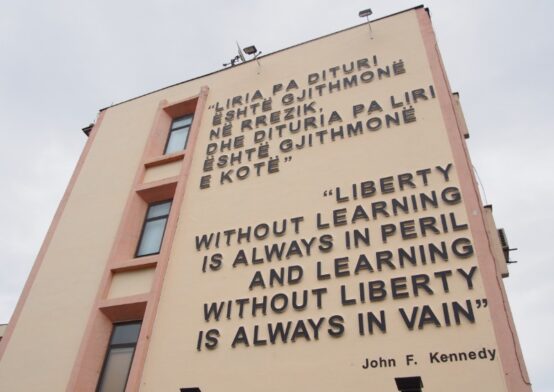 “LIRIA PA DITURI
ËSHTË GJITHMONË
NË RREZIK,
DHE DITURIA PA LIRI
ËSHTË GJITHMONË
E KOTË”
“LIBERTY
WITHOUT LEARNING
IS ALWAYS IN PERIL
AND LEARNING
WITHOUT LIBERTY
IS ALWAYS IN VAIN”
John F. Kennedy